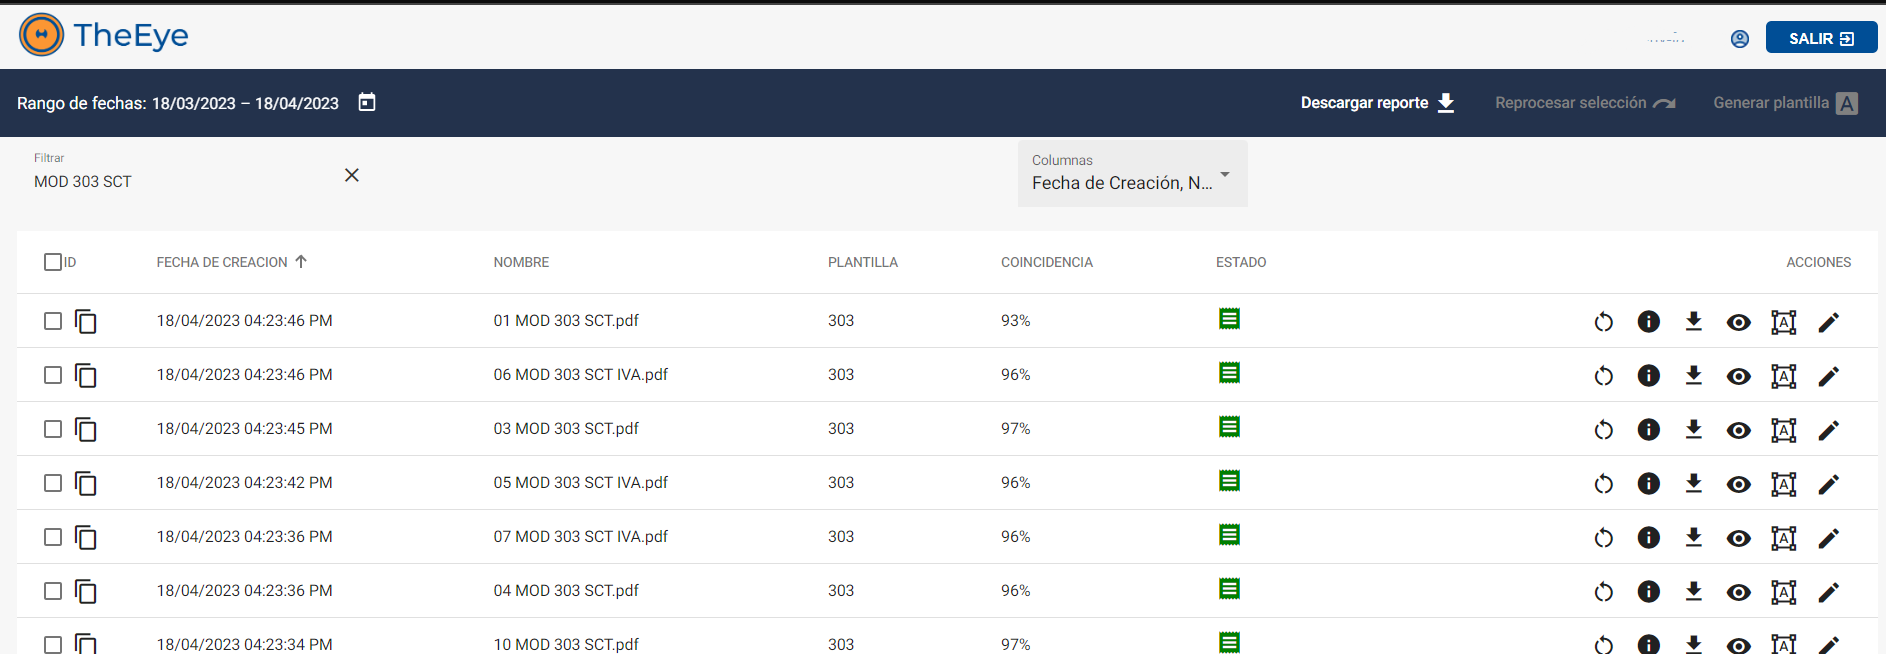 TheEye
SALIR
Rango de fechas: 18/03/2023 – 18/04/2023
Descargar reporte
Reprocesar selección
Generar plantilla A
Filtrar
MOD 303 SCT
Columnas
Fecha de Creación, N...
ID FECHA DE CREACION NOMBRE PLANTILLA COINCIDENCIA ESTADO ACCIONES
18/04/2023 04:23:46 PM 01 MOD 303 SCT.pdf 303 93%
18/04/2023 04:23:46 PM 06 MOD 303 SCT IVA.pdf 303 96%
18/04/2023 04:23:45 PM 03 MOD 303 SCT.pdf 303 97%
18/04/2023 04:23:42 PM 05 MOD 303 SCT IVA.pdf 303 96%
18/04/2023 04:23:36 PM 07 MOD 303 SCT IVA.pdf 303 96%
18/04/2023 04:23:36 PM 04 MOD 303 SCT.pdf 303 96%
18/04/2023 04:23:34 PM 10 MOD 303 SCT.pdf 303 97%